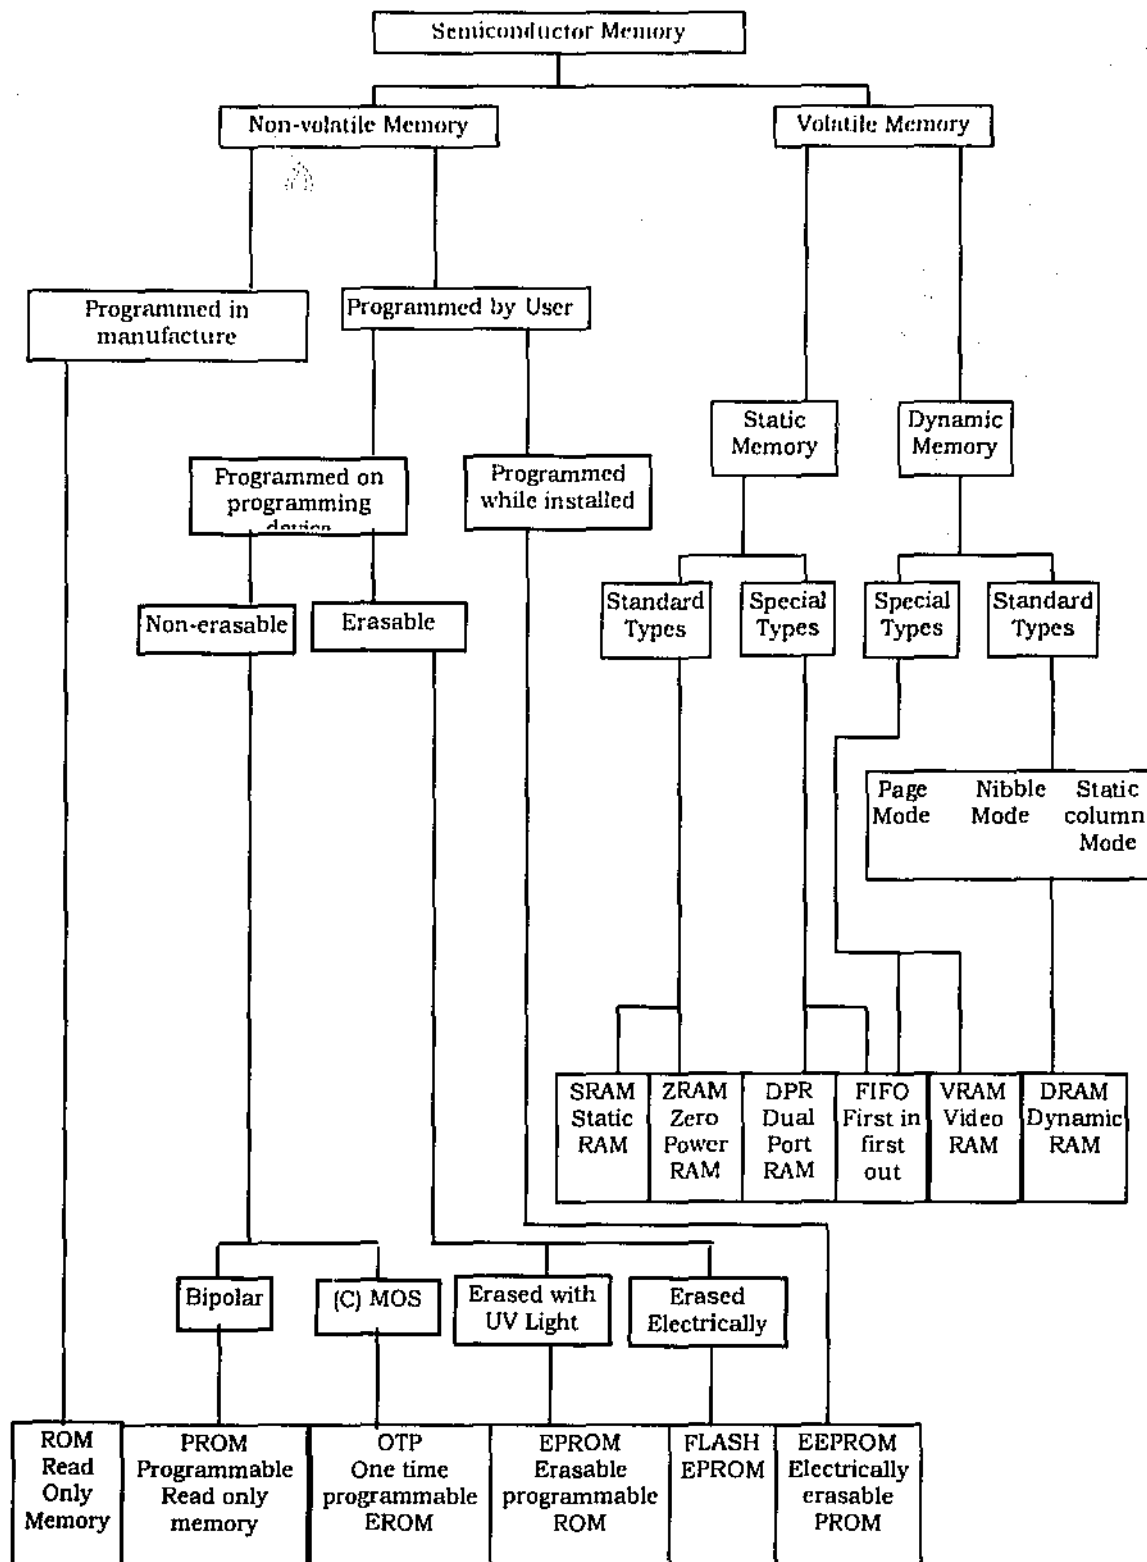 Semiconductor Memory
Non-volatile Memory
Volatile Memory
Programmed in
manufacture
Programmed by User
Static
Memory
Dynamic
Memory
Programmed on
programming
device
Programmed
while installed
Non-erasable
Erasable
Standard
Types
Special
Types
Special
Types
Standard
Types
Page
Mode
Nibble
Mode
Static
column
Mode
SRAM
Static
RAM
ZRAM
Zero
Power
RAM
DPR
Dual
Port
RAM
FIFO
First in
first
out
VRAM
Video
RAM
DRAM
Dynamic
RAM
Bipolar
(C) MOS
Erased with
UV Light
Erased
Electrically
ROM
Read
Only
Memory
PROM
Programmable
Read only
memory
OTP
One time
programmable
EROM
EPROM
Erasable
programmable
ROM
FLASH
EPROM
EEPROM
Electrically
erasable
PROM